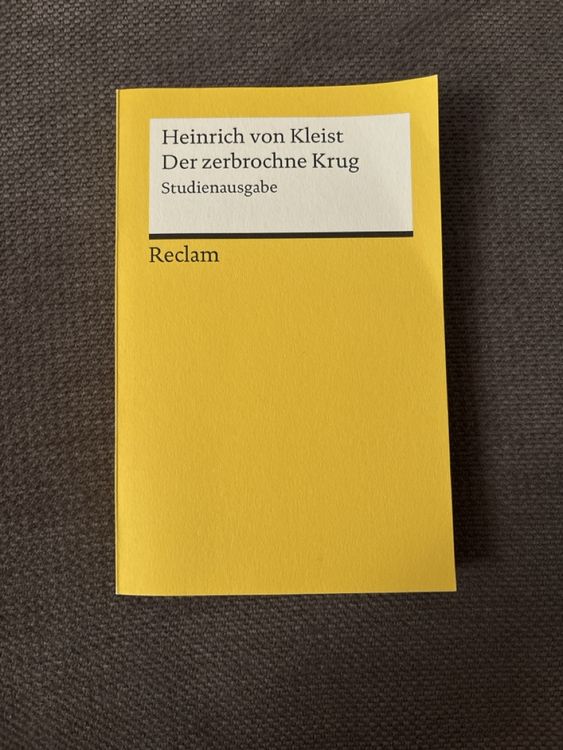 Heinrich von Kleist
Der zerbrochne Krug
Studienausgabe
Reclam